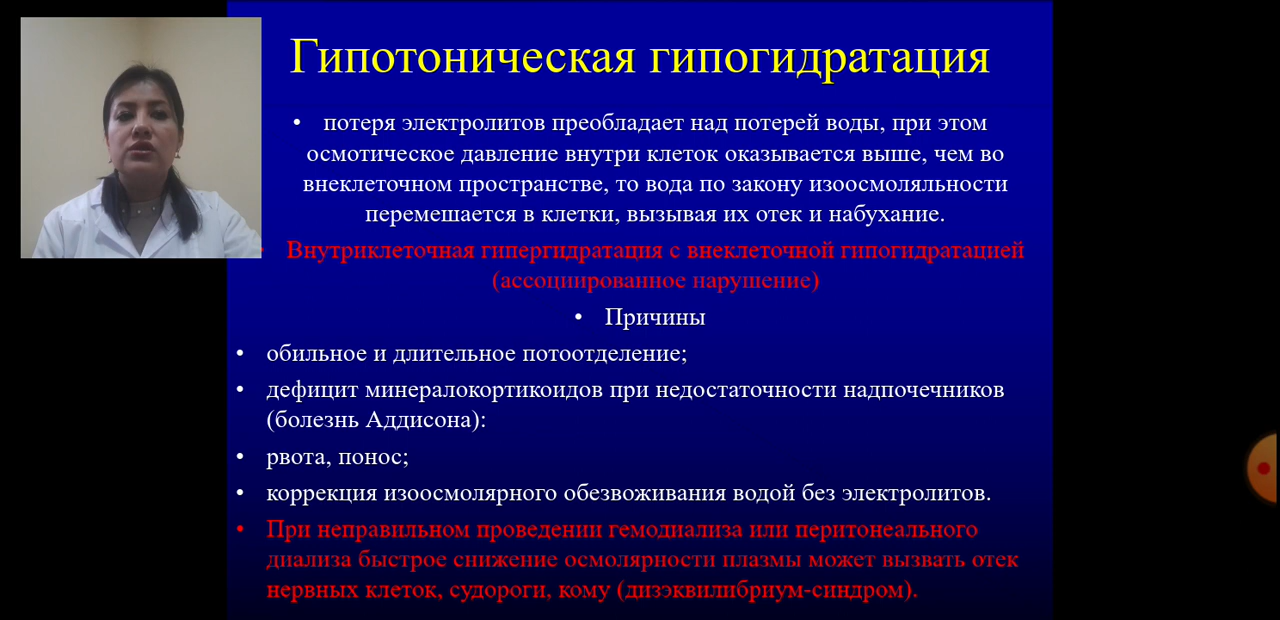 Гипотоническая гипогидратация
• потеря электролитов преобладает над потерей воды, при этом
осмотическое давление внутри клеток оказывается выше, чем во
внеклеточном пространстве, то вода по закону изоосмоляльности
перемешается в клетки, вызывая их отек и набухание.
• Внутриклеточная гипергидратация с внеклеточной гипогидратацией
(ассоциированное нарушение)
• Причины
• обильное и длительное потоотделение;
• дефицит минералокортикоидов при недостаточности надпочечников
(болезнь Аддисона):
• рвота, понос;
• коррекция изоосмолярного обезвоживания водой без электролитов.
• При неправильном проведении гемодиализа или перитонеального
диализа быстрое снижение осмолярности плазмы может вызвать отек
нервных клеток, судороги, кому (дизэквилибриум-синдром).